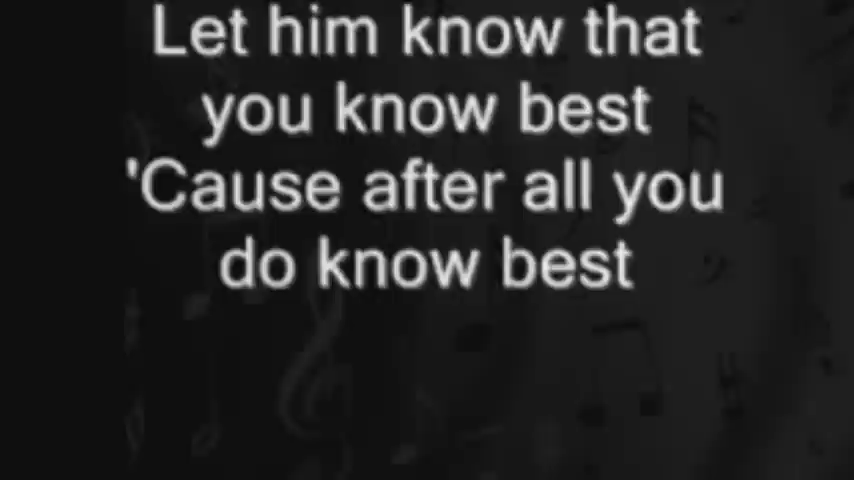 Let him know that
you know best
'Cause after all you
do know best